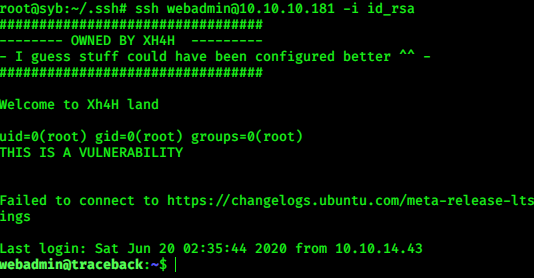 root@syb:~/.ssh# ssh webadmin@10.10.10.181 -i id_rsa
#################################
-------- OWNED BY XH4H  ---------
- I guess stuff could have been configured better ^^ -
#################################
Welcome to Xh4H land
uid=0(root) gid=0(root) groups=0(root)
THIS IS A VULNERABILITY
Failed to connect to https://changelogs.ubuntu.com/meta-release-lts
ings
Last login: Sat Jun 20 02:35:44 2020 from 10.10.14.43
webadmin@traceback:~$